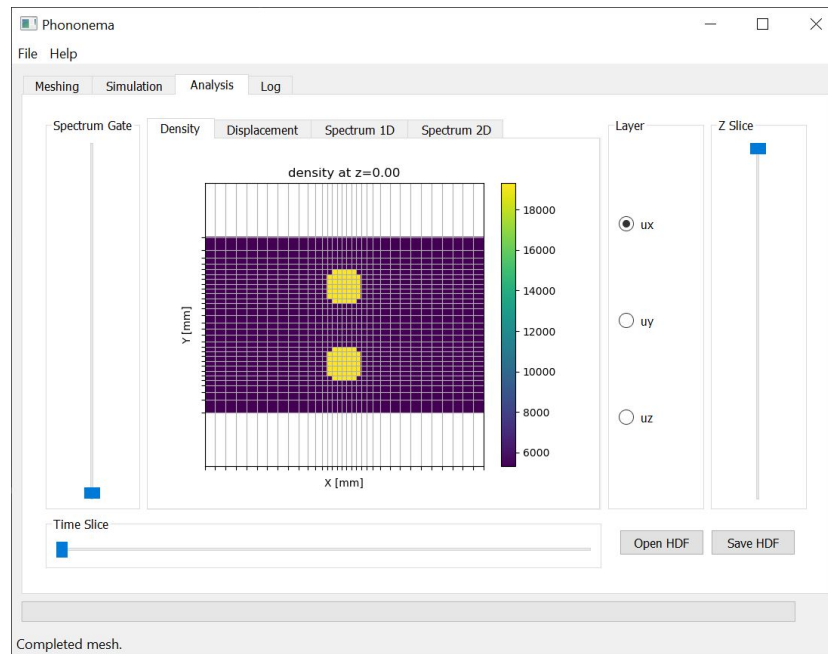 Phononema
File Help
Meshing Simulation Analysis Log
Spectrum Gate
Density Displacement Spectrum 1D Spectrum 2D
Layer
Z Slice
density at z=0.00
18000
16000
14000
12000
10000
8000
6000
Y [mm]
X [mm]
ux
uy
uz
Time Slice
Open HDF Save HDF
Completed mesh.